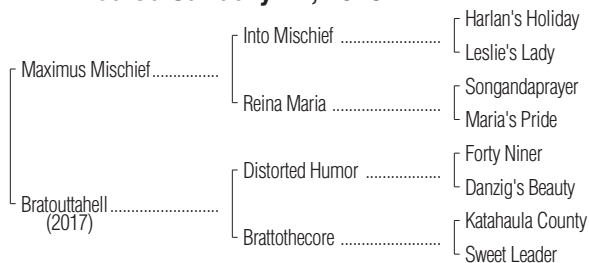 Harlan's Holiday
Into Mischief ........................
Leslie's Lady
Maximus Mischief................
Songandaprayer
Reina Maria ..........................
Maria's Pride
Forty Niner
Distorted Humor ..................
Danzig's Beauty
Bratouttahell..........................
(2017)
Katahaula County
Brattothecore ........................
Sweet Leader